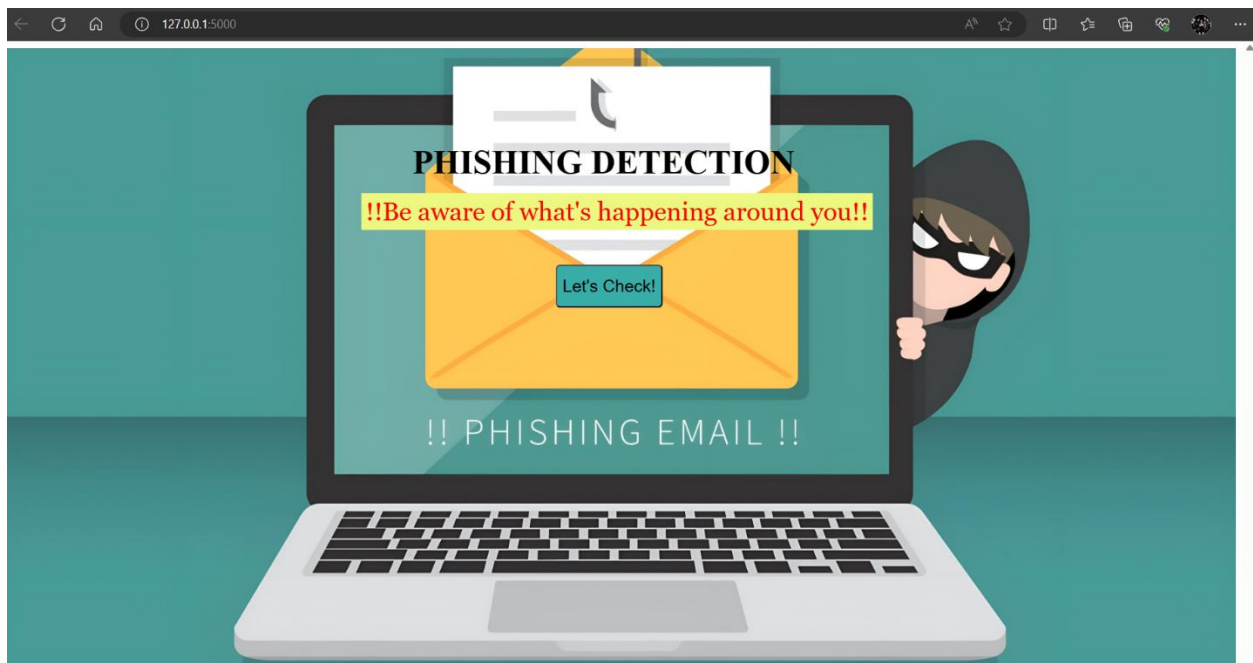 127.0.0.1:5000
PHISHING DETECTION
!!Be aware of what's happening around you!!
Let's Check!
!! PHISHING EMAIL !!